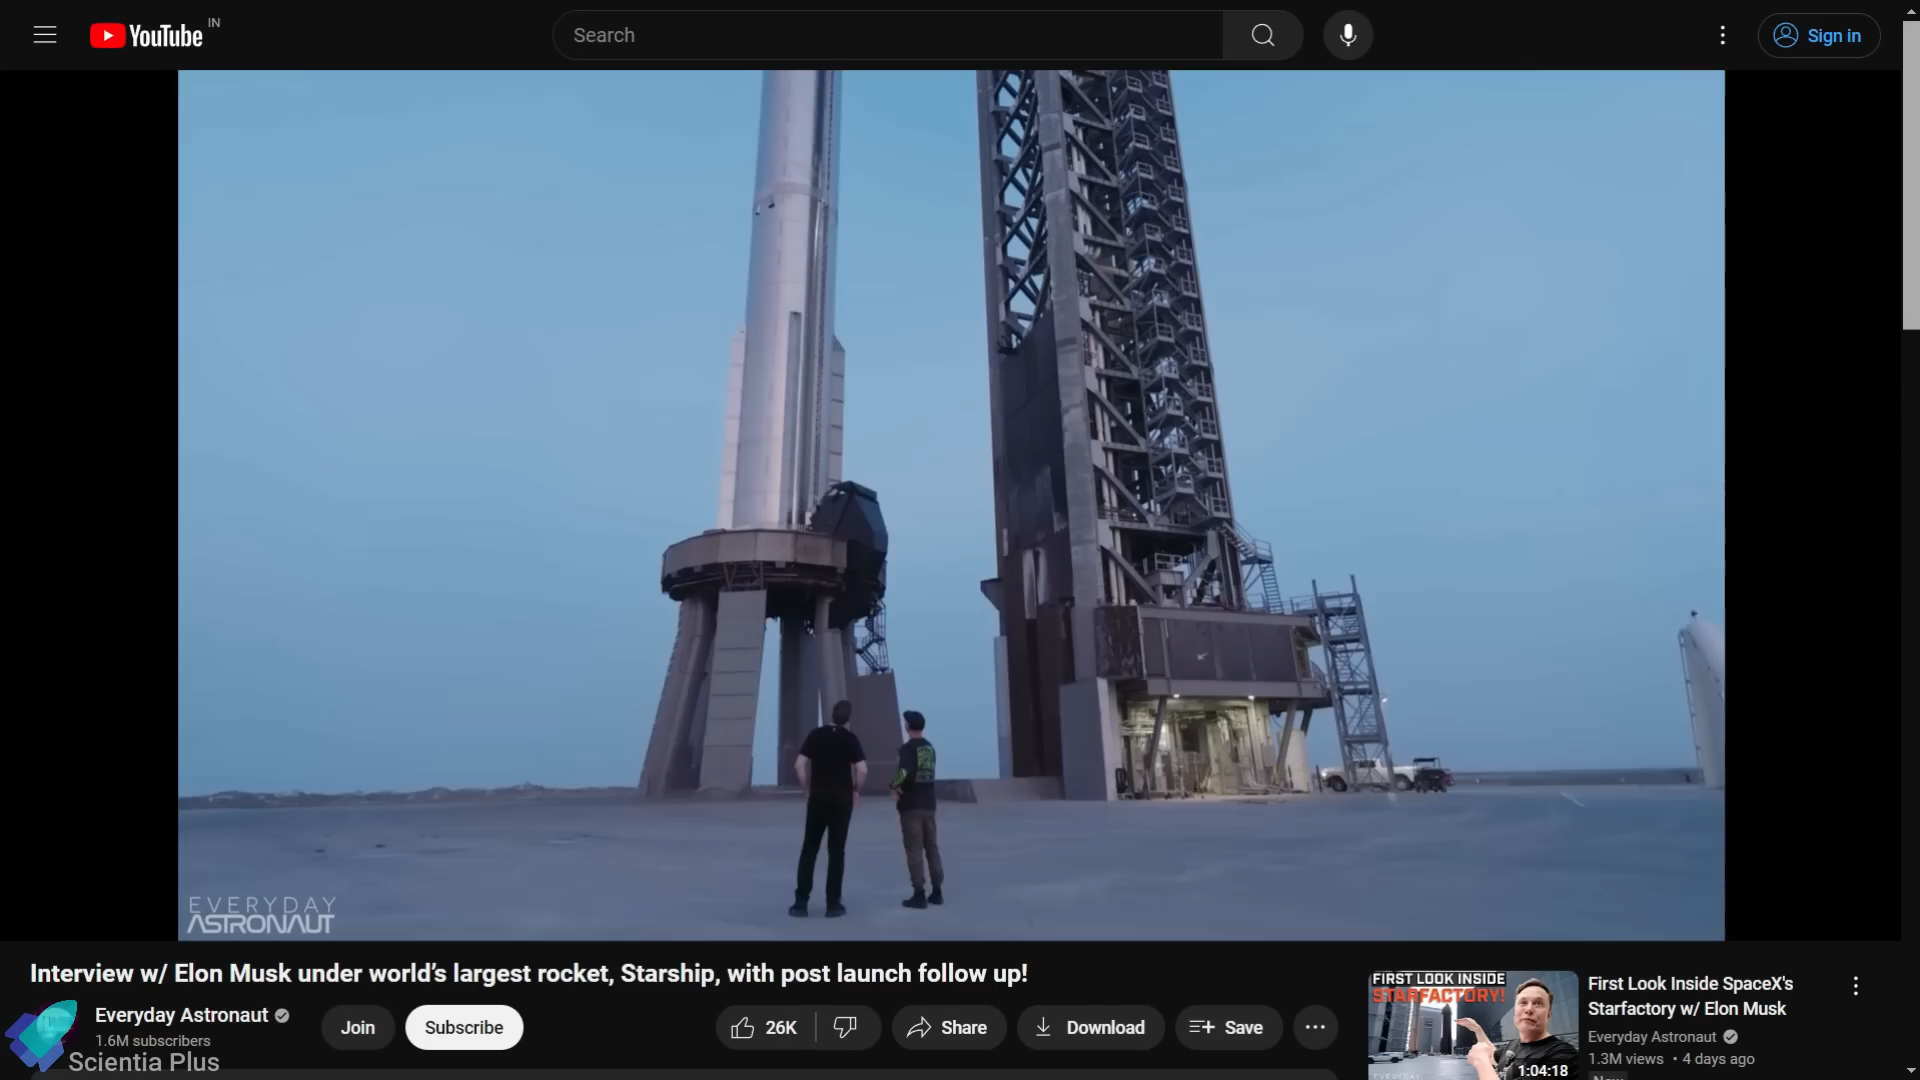 YouTube IN
Search
Sign in
EVERYDAY
ASTRONAUT
Interview w/ Elon Musk under world's largest rocket, Starship, with post launch follow up!
Everyday Astronaut
1.6M subscribers
Join
Subscribe
26K
Share
Download
Save
Scientia Plus
FIRST LOOK INSIDE
STARFACTORY!
1:04:18
First Look Inside SpaceX's
Starfactory w/ Elon Musk
Everyday Astronaut
1.3M views • 4 days ago
New